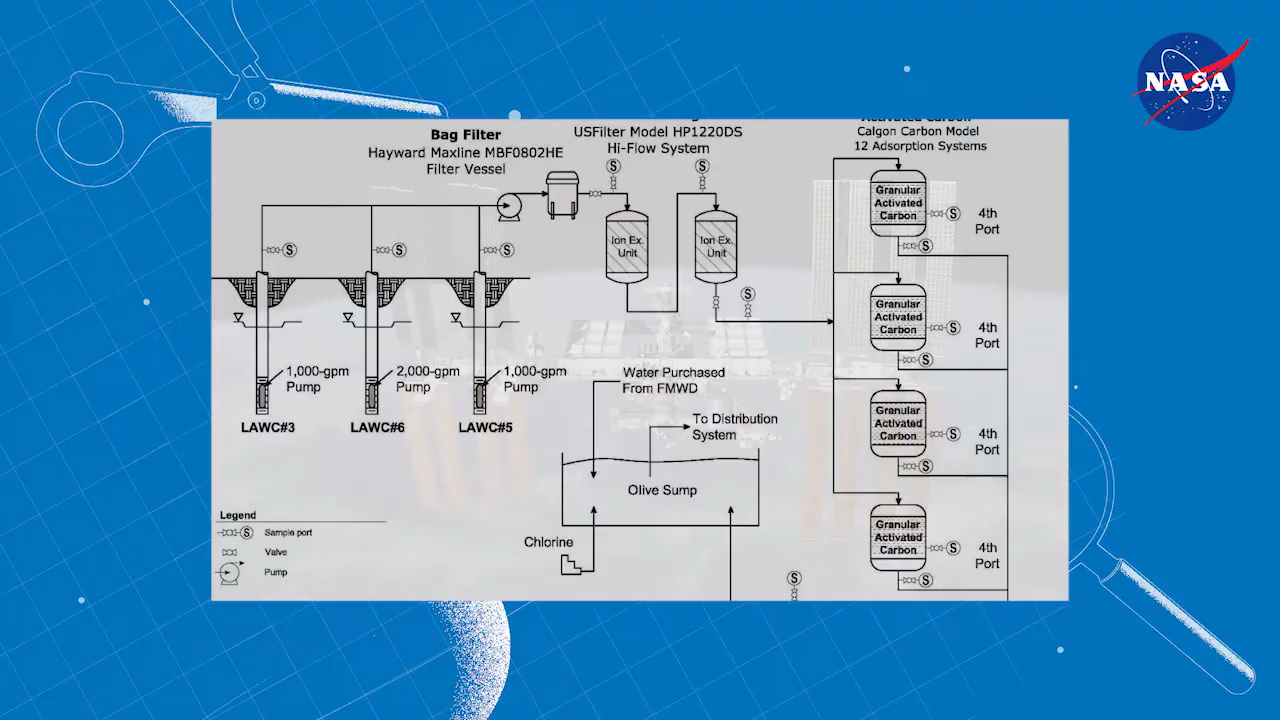 NASA
Bag Filter
Hayward Maxline MBF0802HE
Filter Vessel
USFilter Model HP1220DS
Hi-Flow System
Activated Carbon
Calgon Carbon Model
12 Adsorption Systems
S
S
S
S
S
Ion Ex.
Unit
Ion Ex.
Unit
S
Granular
Activated
Carbon
S
4th
Port
S
Granular
Activated
Carbon
S
4th
Port
S
Granular
Activated
Carbon
S
4th
Port
S
Granular
Activated
Carbon
S
4th
Port
S
1,000-gpm
Pump
2,000-gpm
Pump
1,000-gpm
Pump
LAWC#3
LAWC#6
LAWC#5
Water Purchased
From FMWD
To Distribution
System
Olive Sump
Chlorine
S
Legend
S
Sample port
Valve
Pump